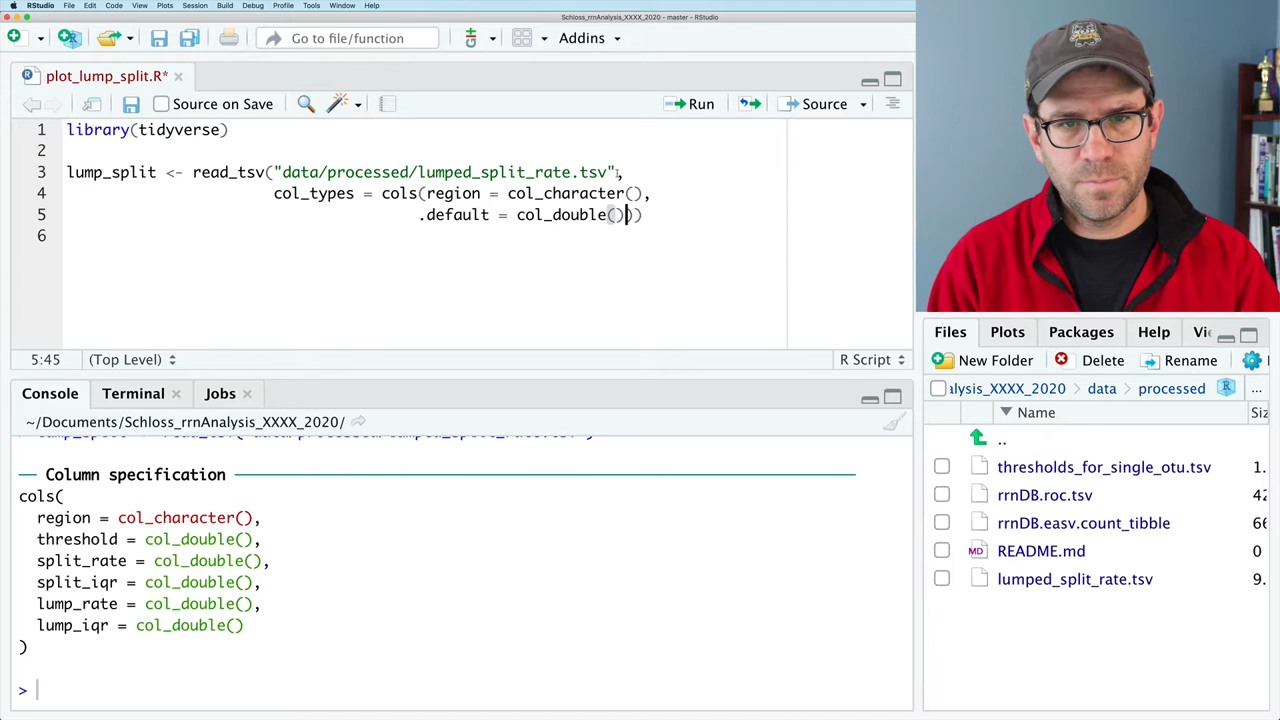 RStudio File Edit Code View Plots Session Build Debug Profile Tools Window Help
Schloss_rrnAnalysis_XXXX_2020 - master - RStudio
Go to file/function Addins
plot_lump_split.R*
Source on Save Run Source
1 library(tidyverse)
2
3 lump_split <- read_tsv("data/processed/lumped_split_rate.tsv",
4 col_types = cols(region = col_character(),
5 .default = col_double()))
6
5:45 (Top Level) R Script
Console Terminal Jobs
~/Documents/Schloss_rrnAnalysis_XXXX_2020/
Column specification
cols(
region = col_character(),
threshold = col_double(),
split_rate = col_double(),
split_iqr = col_double(),
lump_rate = col_double(),
lump_iqr = col_double()
)
>
Files Plots Packages Help Vi
New Folder Delete Rename
alysis_XXXX_2020 > data > processed ...
Name Siz
..
thresholds_for_single_otu.tsv 1.
rrnDB.roc.tsv 42
rrnDB.easv.count_tibble 66
README.md 0
lumped_split_rate.tsv 9.